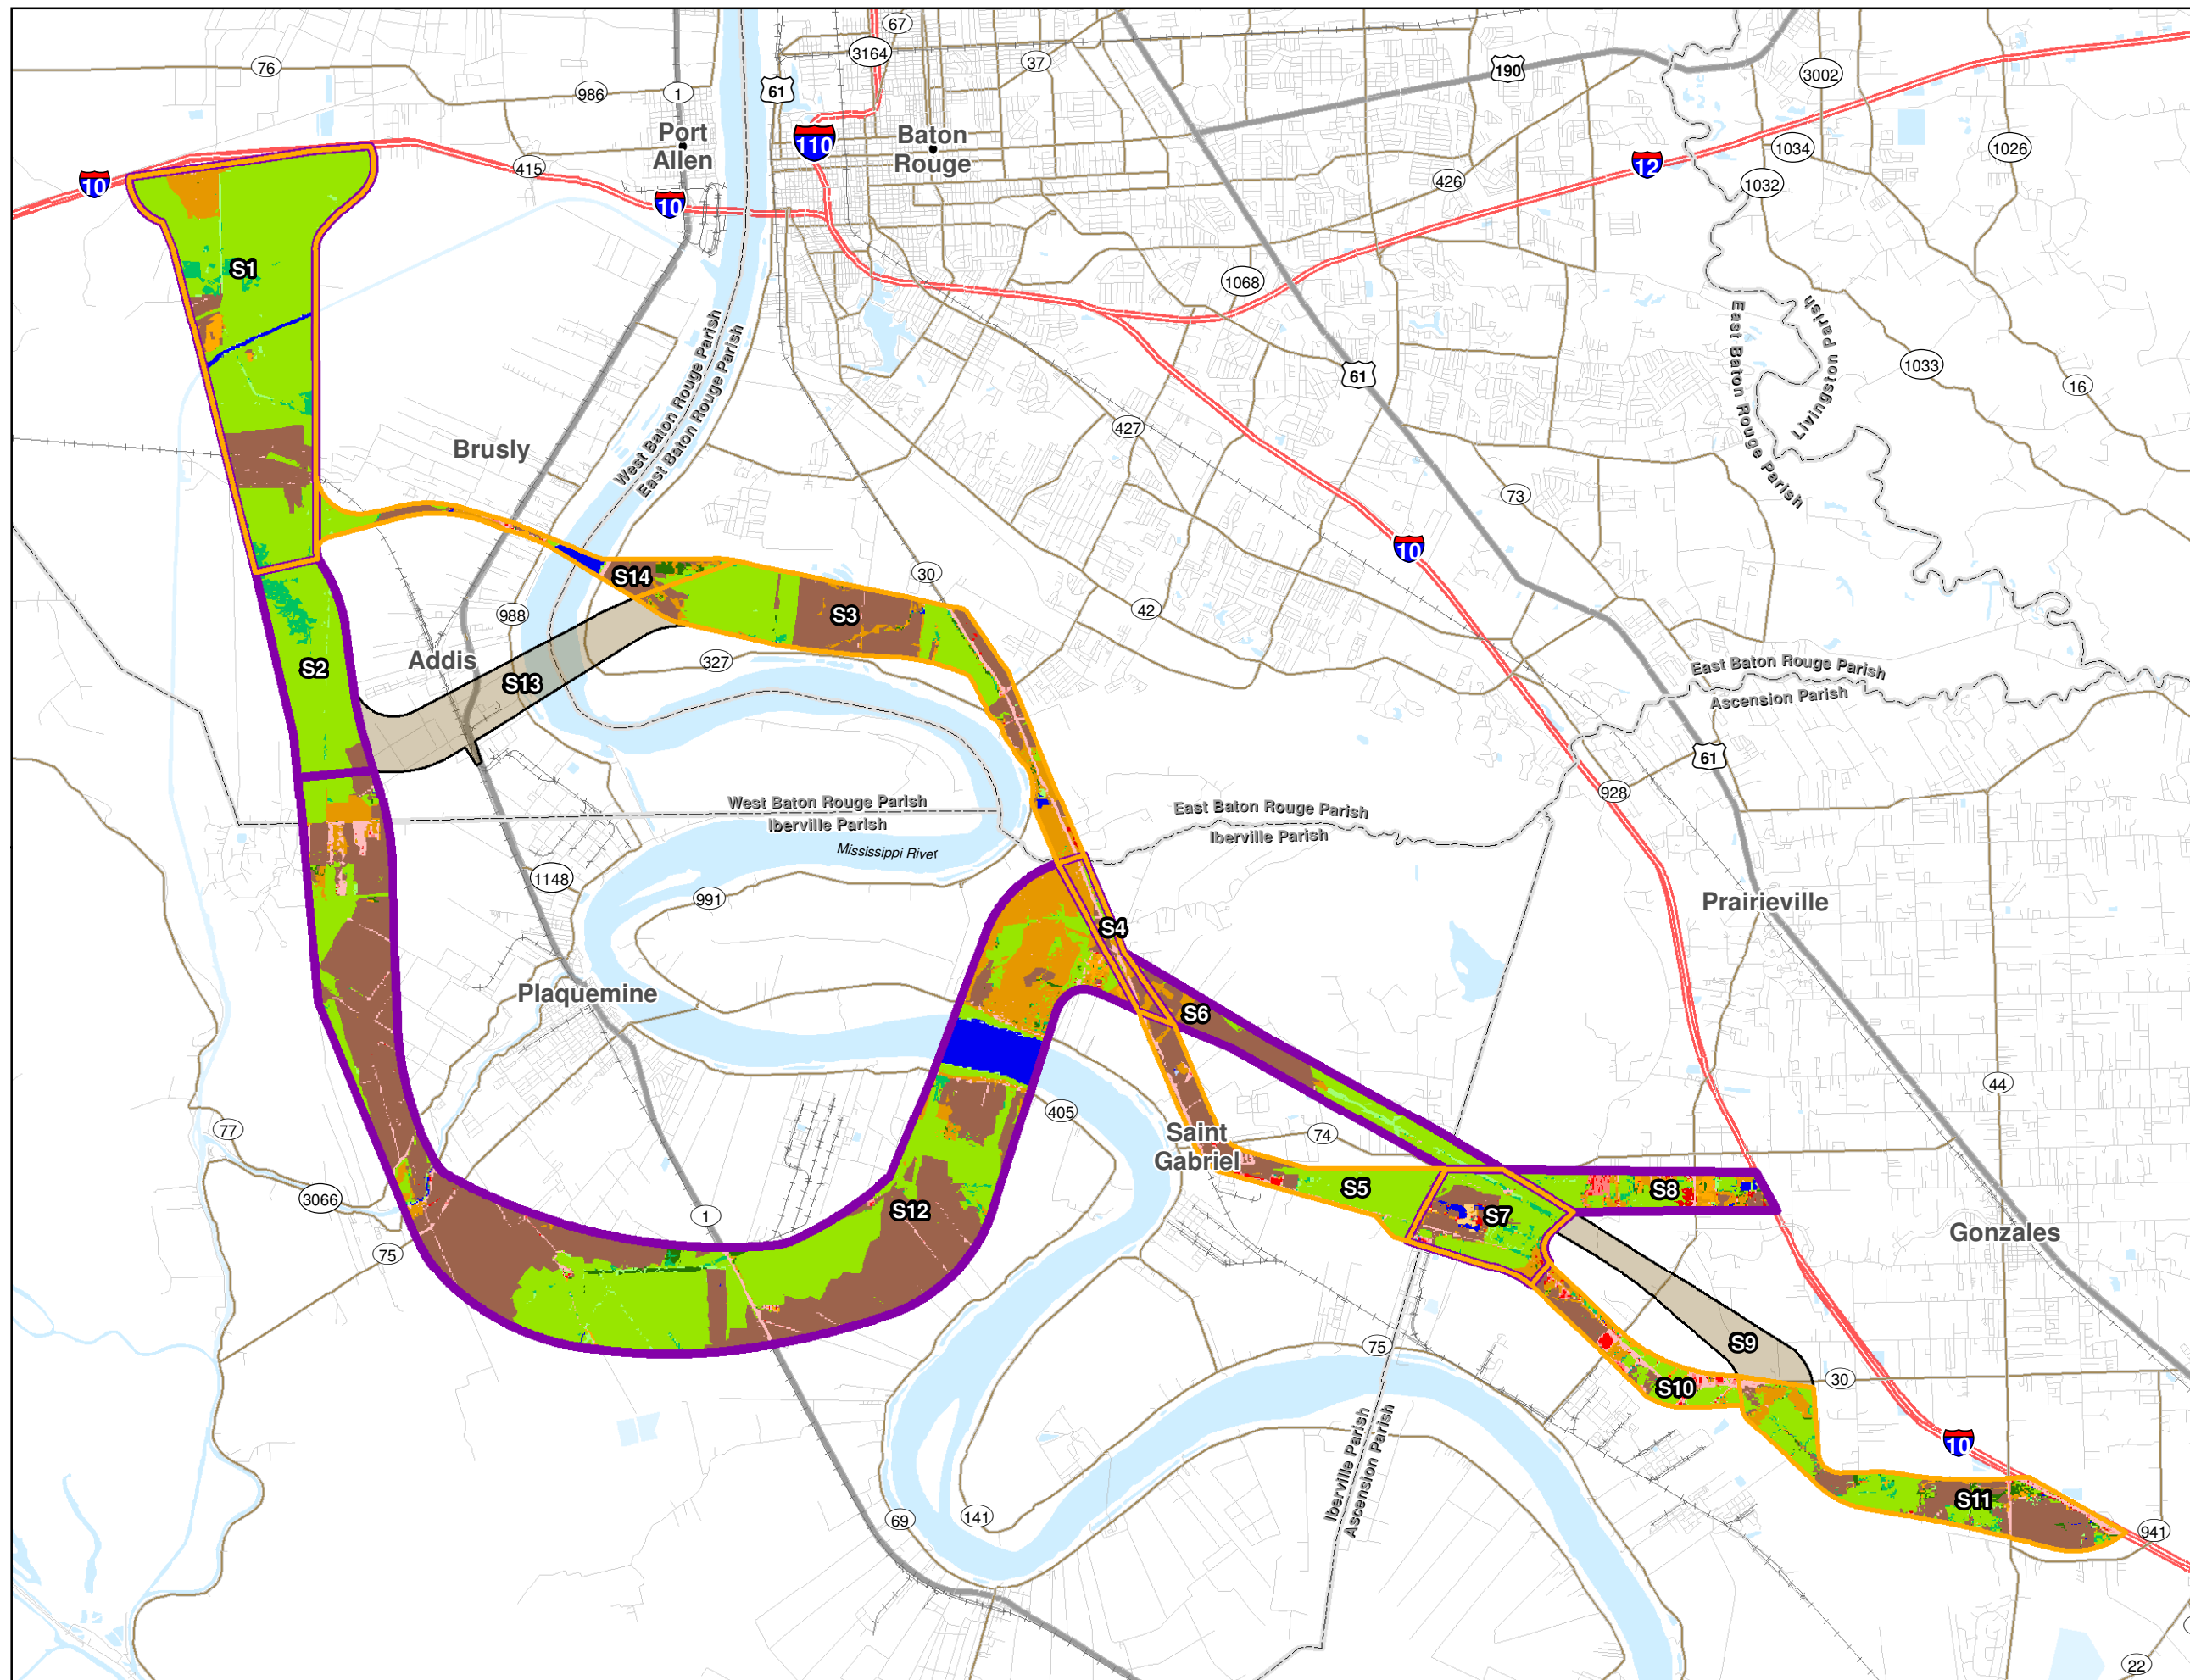 67
3164
37
76
190
3002
986
1
61
Port
Allen
110
Baton
Rouge
1034
1026
12
415
426
1032
10
10
S1
1068
East Baton Rouge Parish
Livingston Parish
West Baton Rouge Parish
East Baton Rouge Parish
1033
61
16
427
Brusly
73
10
S14
30
988
S3
42
Addis
327
S2
S13
East Baton Rouge Parish
Ascension Parish
61
928
West Baton Rouge Parish
Iberville Parish
East Baton Rouge Parish
Iberville Parish
Mississippi River
1148
991
Prairieville
S4
Plaquemine
S6
44
405
77
Saint
Gabriel
74
3066
S5
S8
S12
1
S7
Gonzales
75
S9
75
S10
30
Iberville Parish
Ascension Parish
10
S11
69
141
941
22